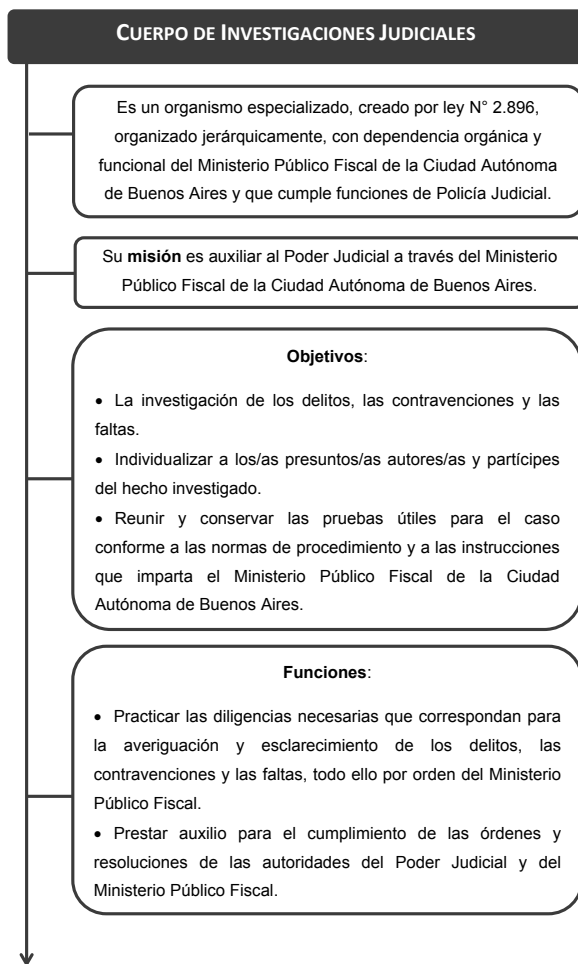 CUERPO DE INVESTIGACIONES JUDICIALES
Es un organismo especializado, creado por ley N° 2.896,
organizado jerárquicamente, con dependencia orgánica y
funcional del Ministerio Público Fiscal de la Ciudad Autónoma
de Buenos Aires y que cumple funciones de Policía Judicial.
Su misión es auxiliar al Poder Judicial a través del Ministerio
Público Fiscal de la Ciudad Autónoma de Buenos Aires.
Objetivos:
• La investigación de los delitos, las contravenciones y las
faltas.
• Individualizar a los/as presuntos/as autores/as y partícipes
del hecho investigado.
• Reunir y conservar las pruebas útiles para el caso
conforme a las normas de procedimiento y a las instrucciones
que imparta el Ministerio Público Fiscal de la Ciudad
Autónoma de Buenos Aires.
Funciones:
• Practicar las diligencias necesarias que correspondan para
la averiguación y esclarecimiento de los delitos, las
contravenciones y las faltas, todo ello por orden del Ministerio
Público Fiscal.
• Prestar auxilio para el cumplimiento de las órdenes y
resoluciones de las autoridades del Poder Judicial y del
Ministerio Público Fiscal.